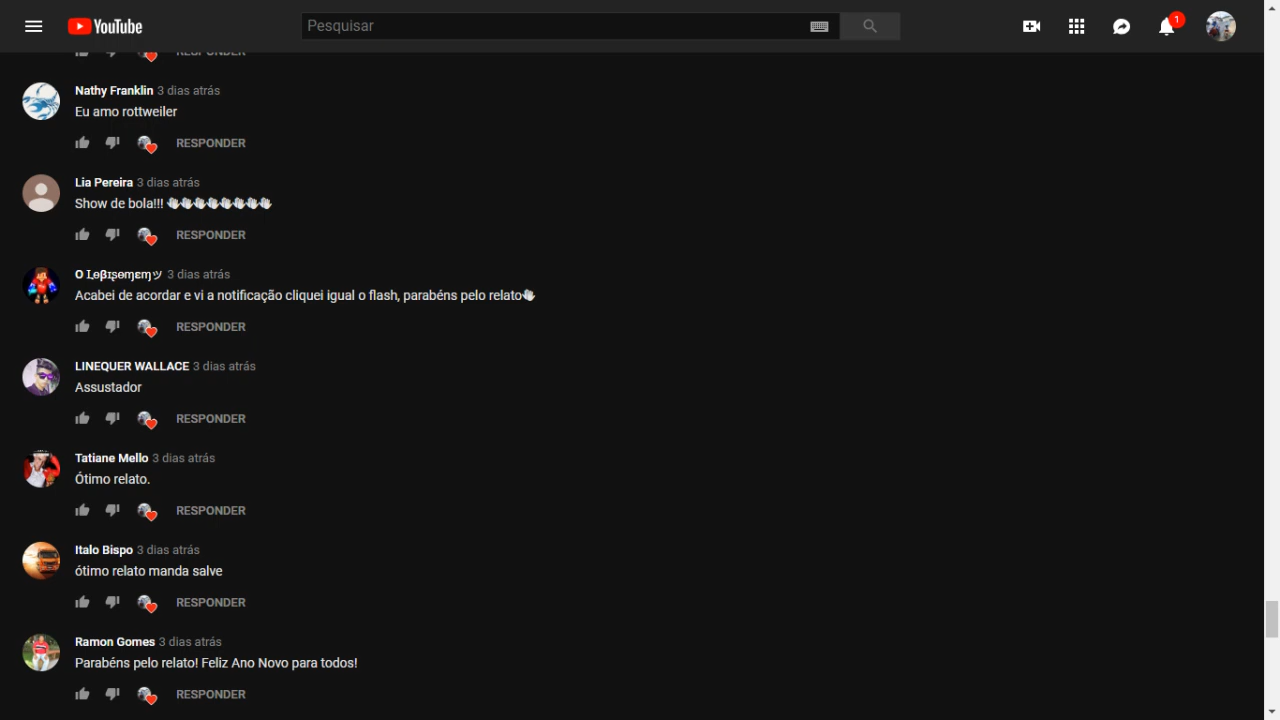 YouTube
Pesquisar
1
RESPONDER
Nathy Franklin 3 dias atrás
Eu amo rottweiler
RESPONDER
Lia Pereira 3 dias atrás
Show de bola!!! 👏🏻👏🏻👏🏻👏🏻👏🏻👏🏻👏🏻👏🏻
RESPONDER
3 dias atrás
Acabei de acordar e vi a notificação cliquei igual o flash, parabéns pelo relato👏🏻
RESPONDER
LINEQUER WALLACE 3 dias atrás
Assustador
RESPONDER
Tatiane Mello 3 dias atrás
Ótimo relato.
RESPONDER
Italo Bispo 3 dias atrás
ótimo relato manda salve
RESPONDER
Ramon Gomes 3 dias atrás
Parabéns pelo relato! Feliz Ano Novo para todos!
RESPONDER